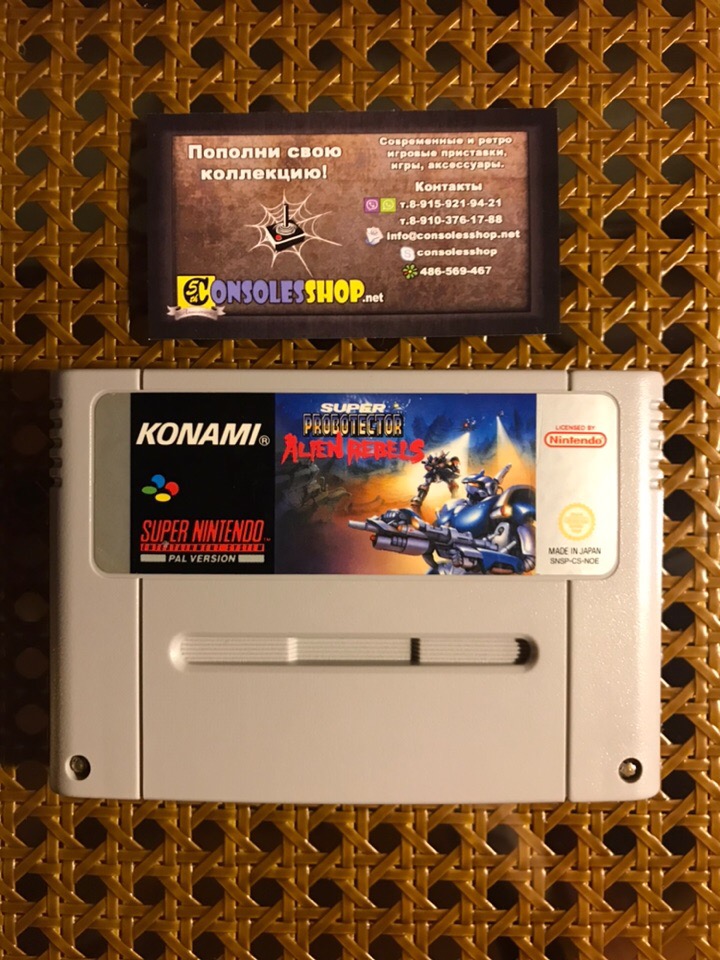 Пополни свою
коллекцию!
Современные и ретро
игровые приставки,
игры, аксессуары.
Контакты
т.8-915-921-94-21
т.8-910-376-17-88
info@consolesshop.net
consolesshop
486-569-467
CONSOLESSHOP.net
KONAMI®
SUPER NINTENDO™
ENTERTAINMENT SYSTEM
PAL VERSION
SUPER
PROBOTECTOR
ALIEN REBELS
LICENSED BY
Nintendo
MADE IN JAPAN
SNSP-CS-NOE